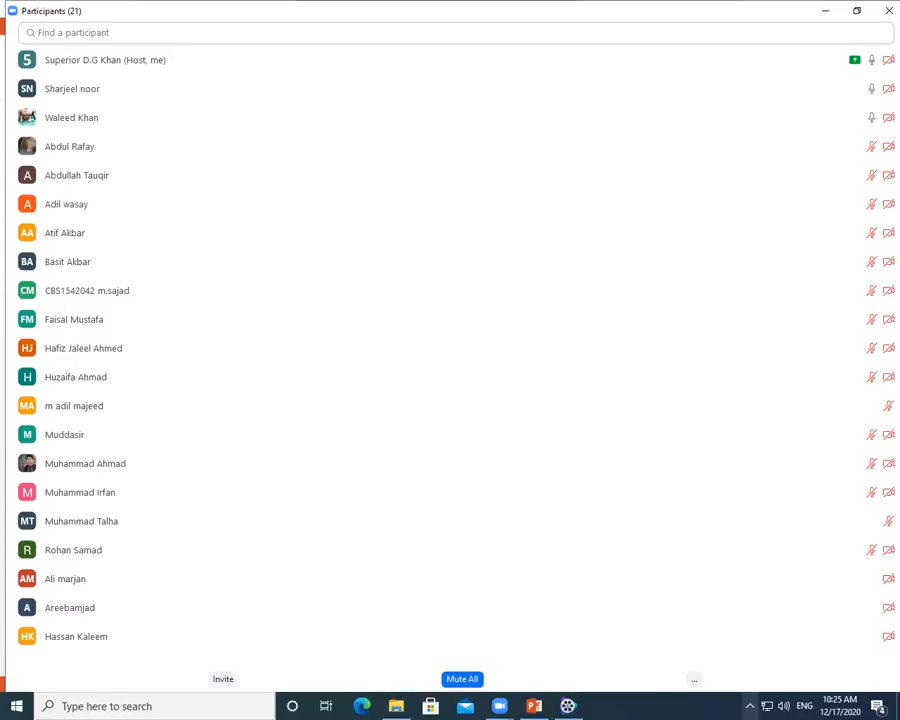 Participants (21)
Find a participant
5 Superior D.G Khan (Host, me)
SN Sharjeel noor
Waleed Khan
Abdul Rafay
A Abdullah Tauqir
A Adil wasay
AA Atif Akbar
BA Basit Akbar
CM CBS1542042 m.sajad
FM Faisal Mustafa
HJ Hafiz Jaleel Ahmed
H Huzaifa Ahmad
MA m adil majeed
M Muddasir
Muhammad Ahmad
M Muhammad Irfan
MT Muhammad Talha
R Rohan Samad
AM Ali marjan
A Areebamjad
HK Hassan Kaleem
Invite Mute All ...
Type here to search ENG 10:25 AM
12/17/2020 4